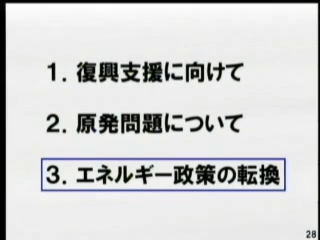 1. 復興支援に向けて
2. 原発問題について
3. エネルギー政策の転換
28